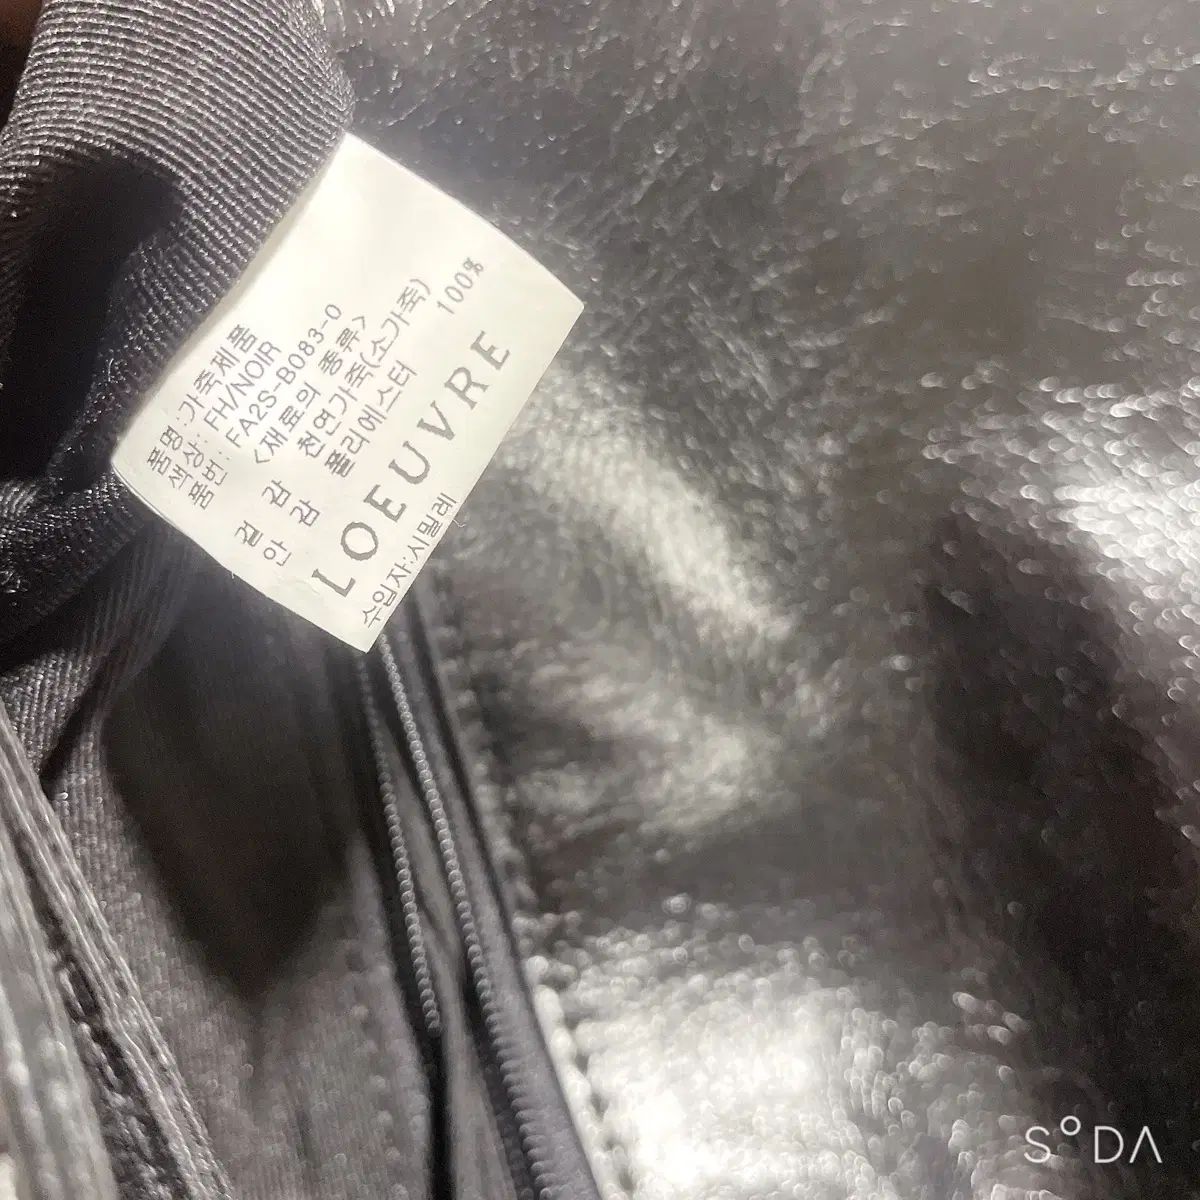 품명:가죽제품
색상: FH/NOIR
품번: FA2S-B083-0
<재료의 종류>
겉 감 천연가죽(소가죽)
안 감 폴리에스터 100%
LOEUVRE
수입자:시밀레
S°DA